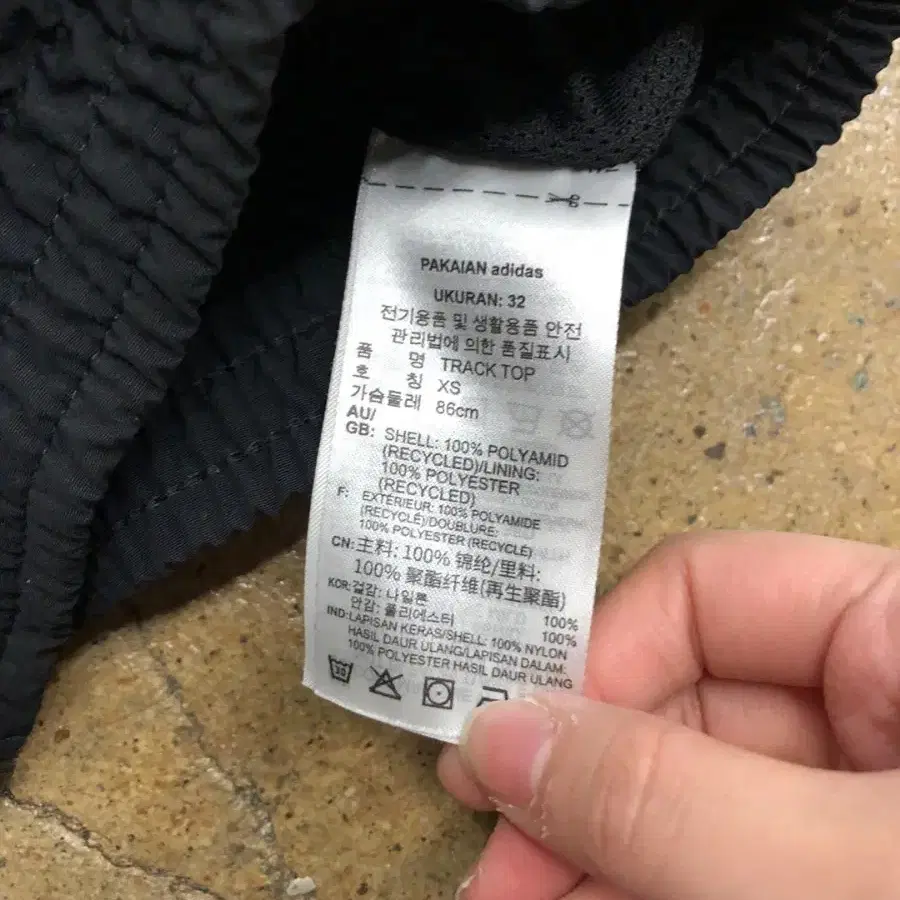 PAKAIAN adidas
UKURAN: 32
전기용품 및 생활용품 안전
관리법에 의한 품질표시
품 명 TRACK TOP
호 칭 XS
가슴둘레 86cm
AU/
GB: SHELL: 100% POLYAMID
(RECYCLED)/LINING:
100% POLYESTER
(RECYCLED)
F: EXTÉRIEUR: 100% POLYAMIDE
(RECYCLÉ)/DOUBLURE:
100% POLYESTER (RECYCLÉ)
CN: 主料: 100% 锦纶/里料:
100% 聚酯纤维(再生聚酯)
KOR: 겉감: 나일론 100%
안감: 폴리에스터 100%
IND: LAPISAN KERAS/SHELL: 100% NYLON
HASIL DAUR ULANG/LAPISAN DALAM:
100% POLYESTER HASIL DAUR ULANG
30